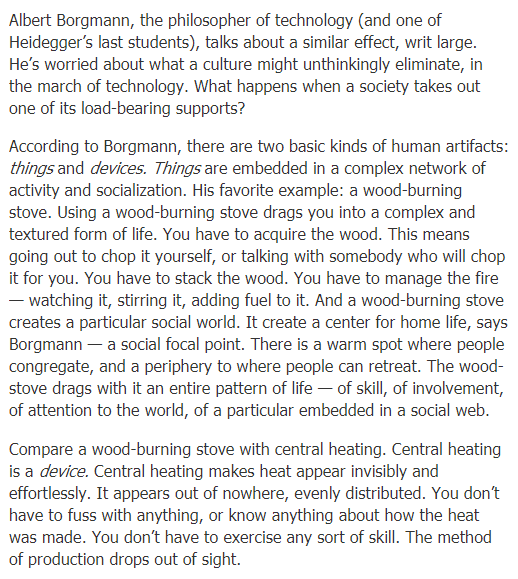 Albert Borgmann, the philosopher of technology (and one of
Heidegger's last students), talks about a similar effect, writ large.
He's worried about what a culture might unthinkingly eliminate, in
the march of technology. What happens when a society takes out
one of its load-bearing supports?
According to Borgmann, there are two basic kinds of human artifacts:
things and devices. Things are embedded in a complex network of
activity and socialization. His favorite example: a wood-burning
stove. Using a wood-burning stove drags you into a complex and
textured form of life. You have to acquire the wood. This means
going out to chop it yourself, or talking with somebody who will chop
it for you. You have to stack the wood. You have to manage the fire
— watching it, stirring it, adding fuel to it. And a wood-burning stove
creates a particular social world. It create a center for home life, says
Borgmann — a social focal point. There is a warm spot where people
congregate, and a periphery to where people can retreat. The wood-
stove drags with it an entire pattern of life — of skill, of involvement,
of attention to the world, of a particular embedded in a social web.
Compare a wood-burning stove with central heating. Central heating
is a device. Central heating makes heat appear invisibly and
effortlessly. It appears out of nowhere, evenly distributed. You don't
have to fuss with anything, or know anything about how the heat
was made. You don't have to exercise any sort of skill. The method
of production drops out of sight.